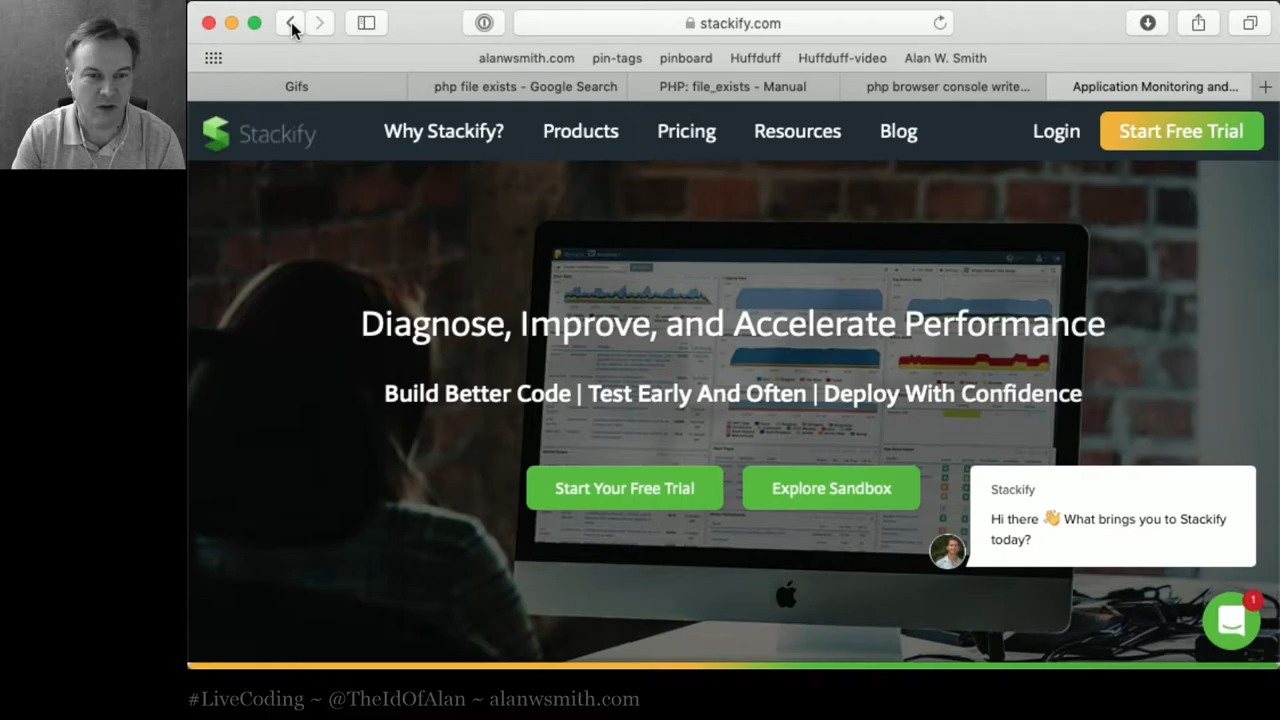 stackify.com
alanwsmith.com pin-tags pinboard Huffduff Huffduff-video Alan W. Smith
Gifs php file exists - Google Search PHP: file_exists - Manual php browser console write... Application Monitoring and...
Stackify Why Stackify? Products Pricing Resources Blog Login Start Free Trial
Diagnose, Improve, and Accelerate Performance
Build Better Code | Test Early And Often | Deploy With Confidence
Start Your Free Trial Explore Sandbox
Stackify
Hi there 👋 What brings you to Stackify
today?
1
#LiveCoding ~ @TheIdOfAlan ~ alanwsmith.com